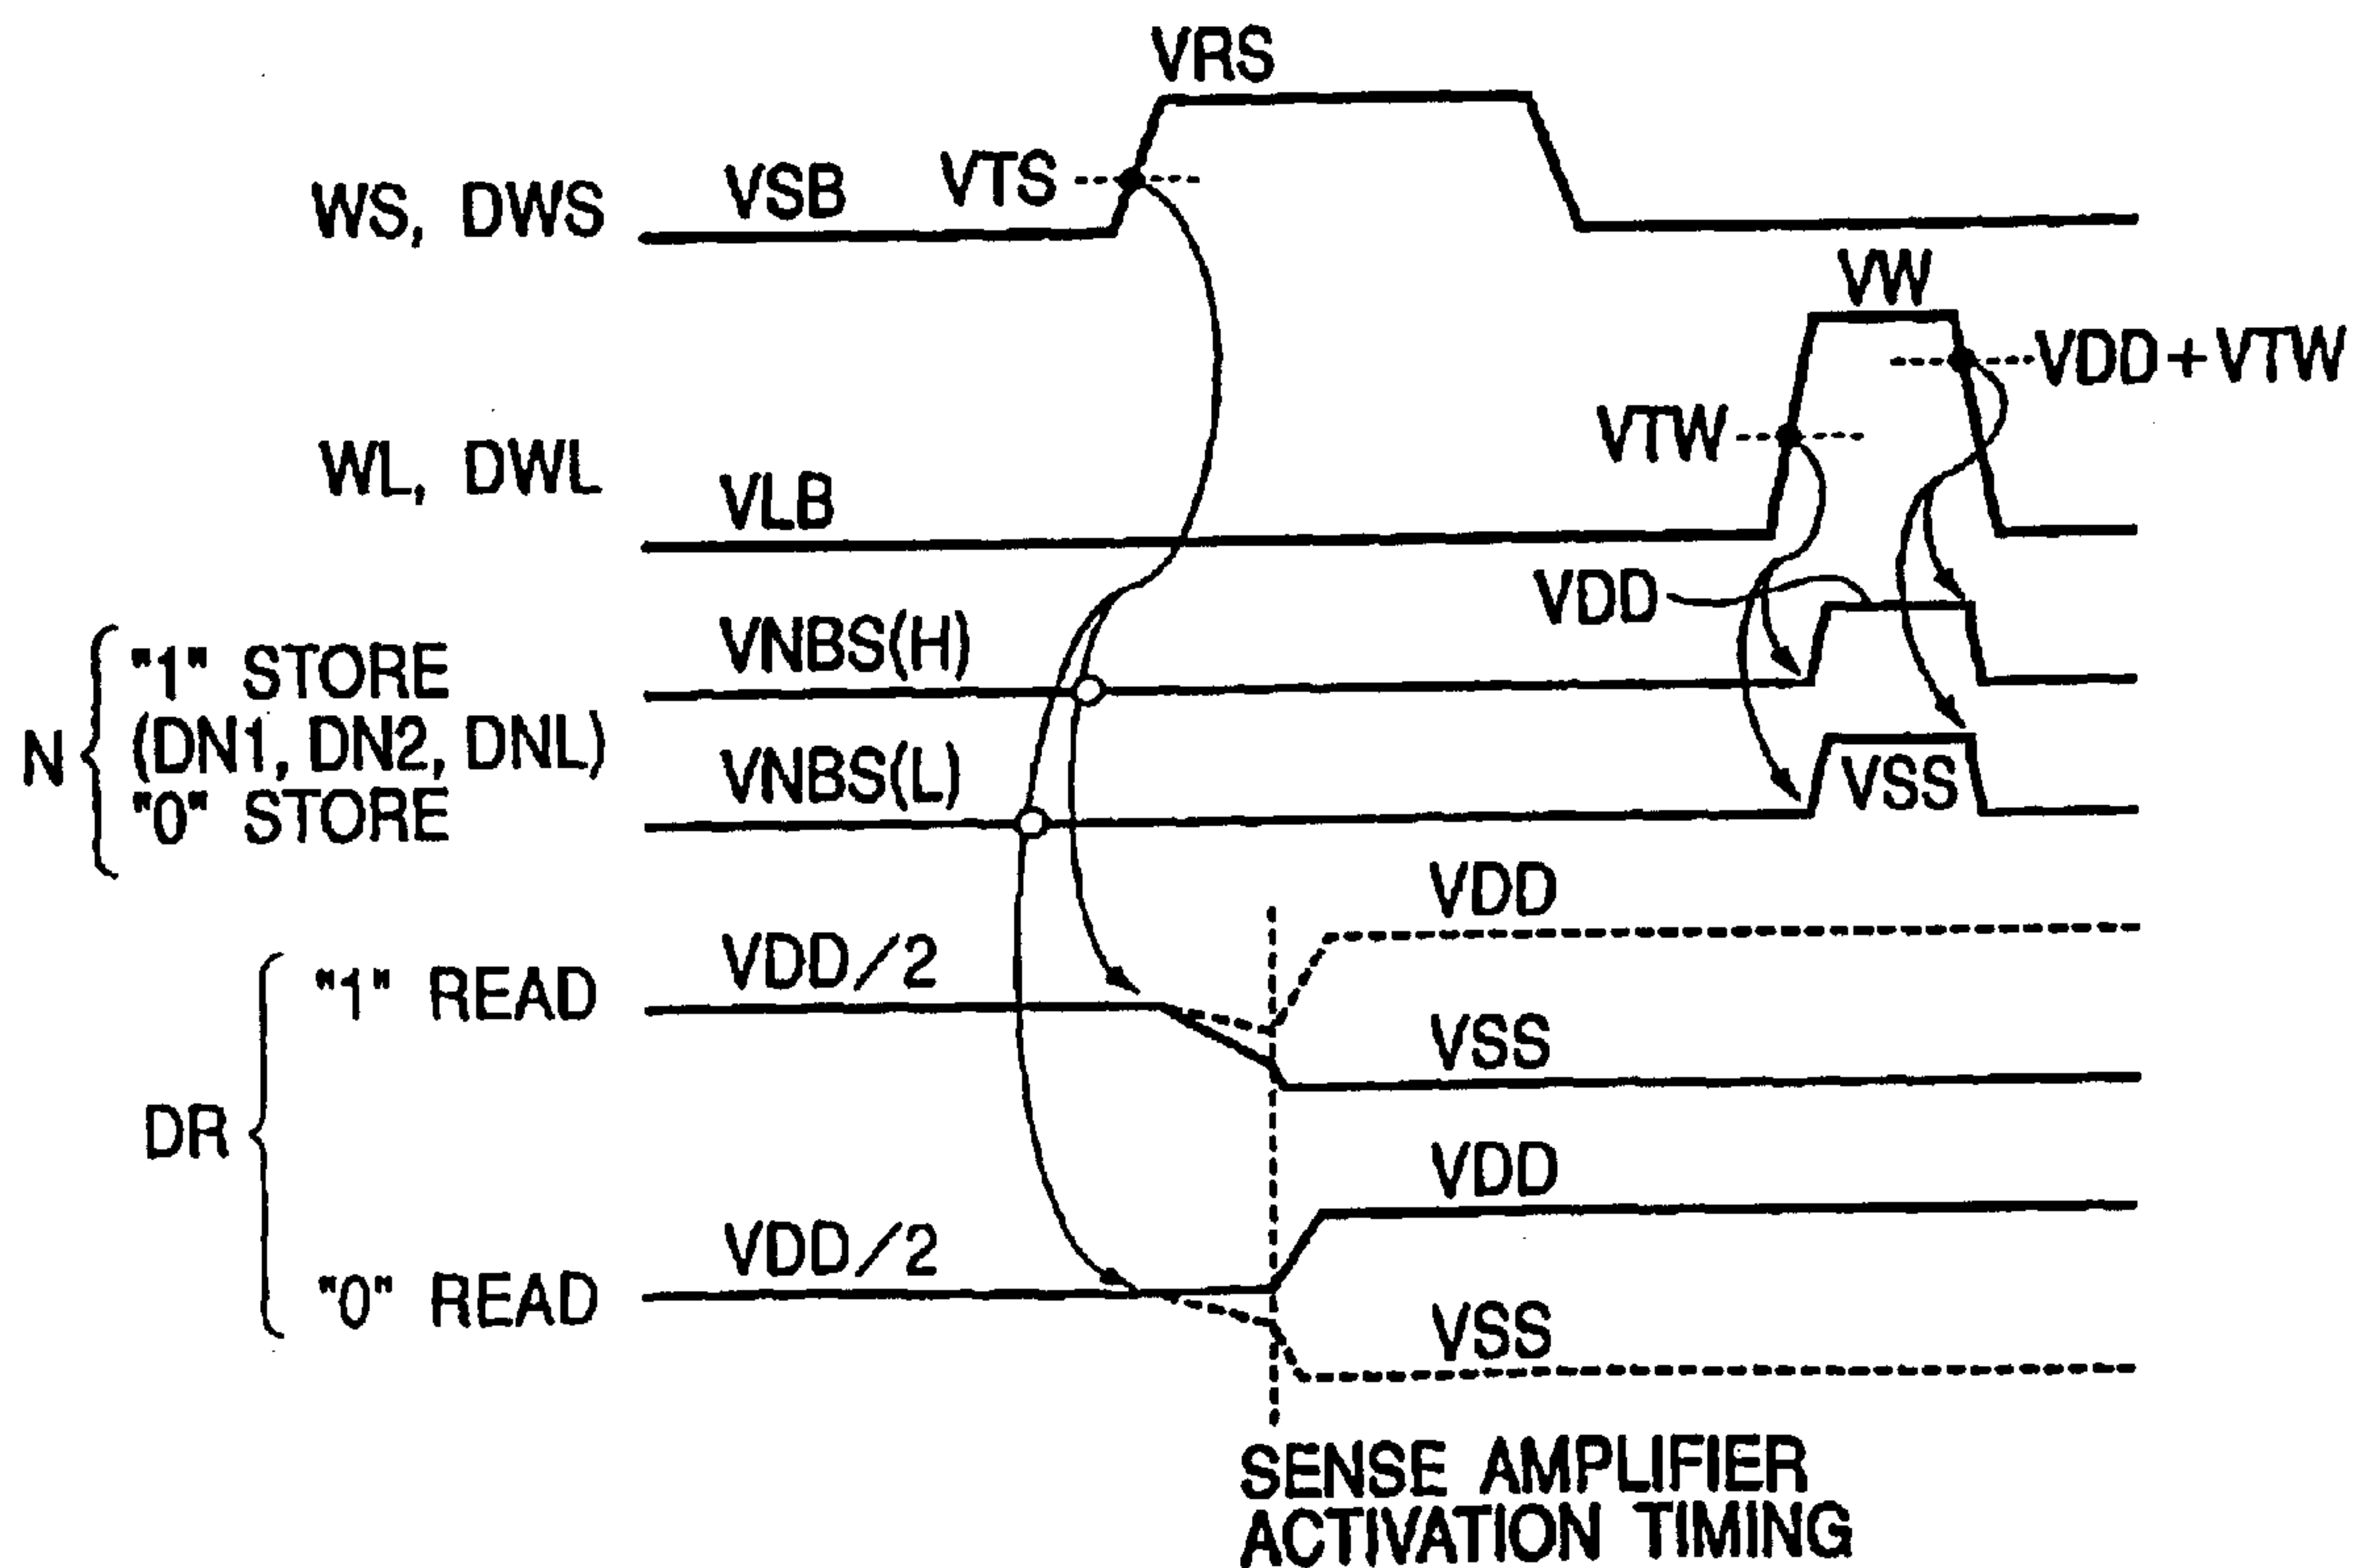 VRS
WS, DWS
VSB
VTS
VW
VDD+VTW
VTW
WL, DWL
VLB
VDD
N
"1" STORE
(DN1, DN2, DNL)
"0" STORE
VNBS(H)
VNBS(L)
VSS
DR
"1" READ
VDD/2
VDD
VSS
"0" READ
VDD/2
VDD
VSS
SENSE AMPLIFIER
ACTIVATION TIMING